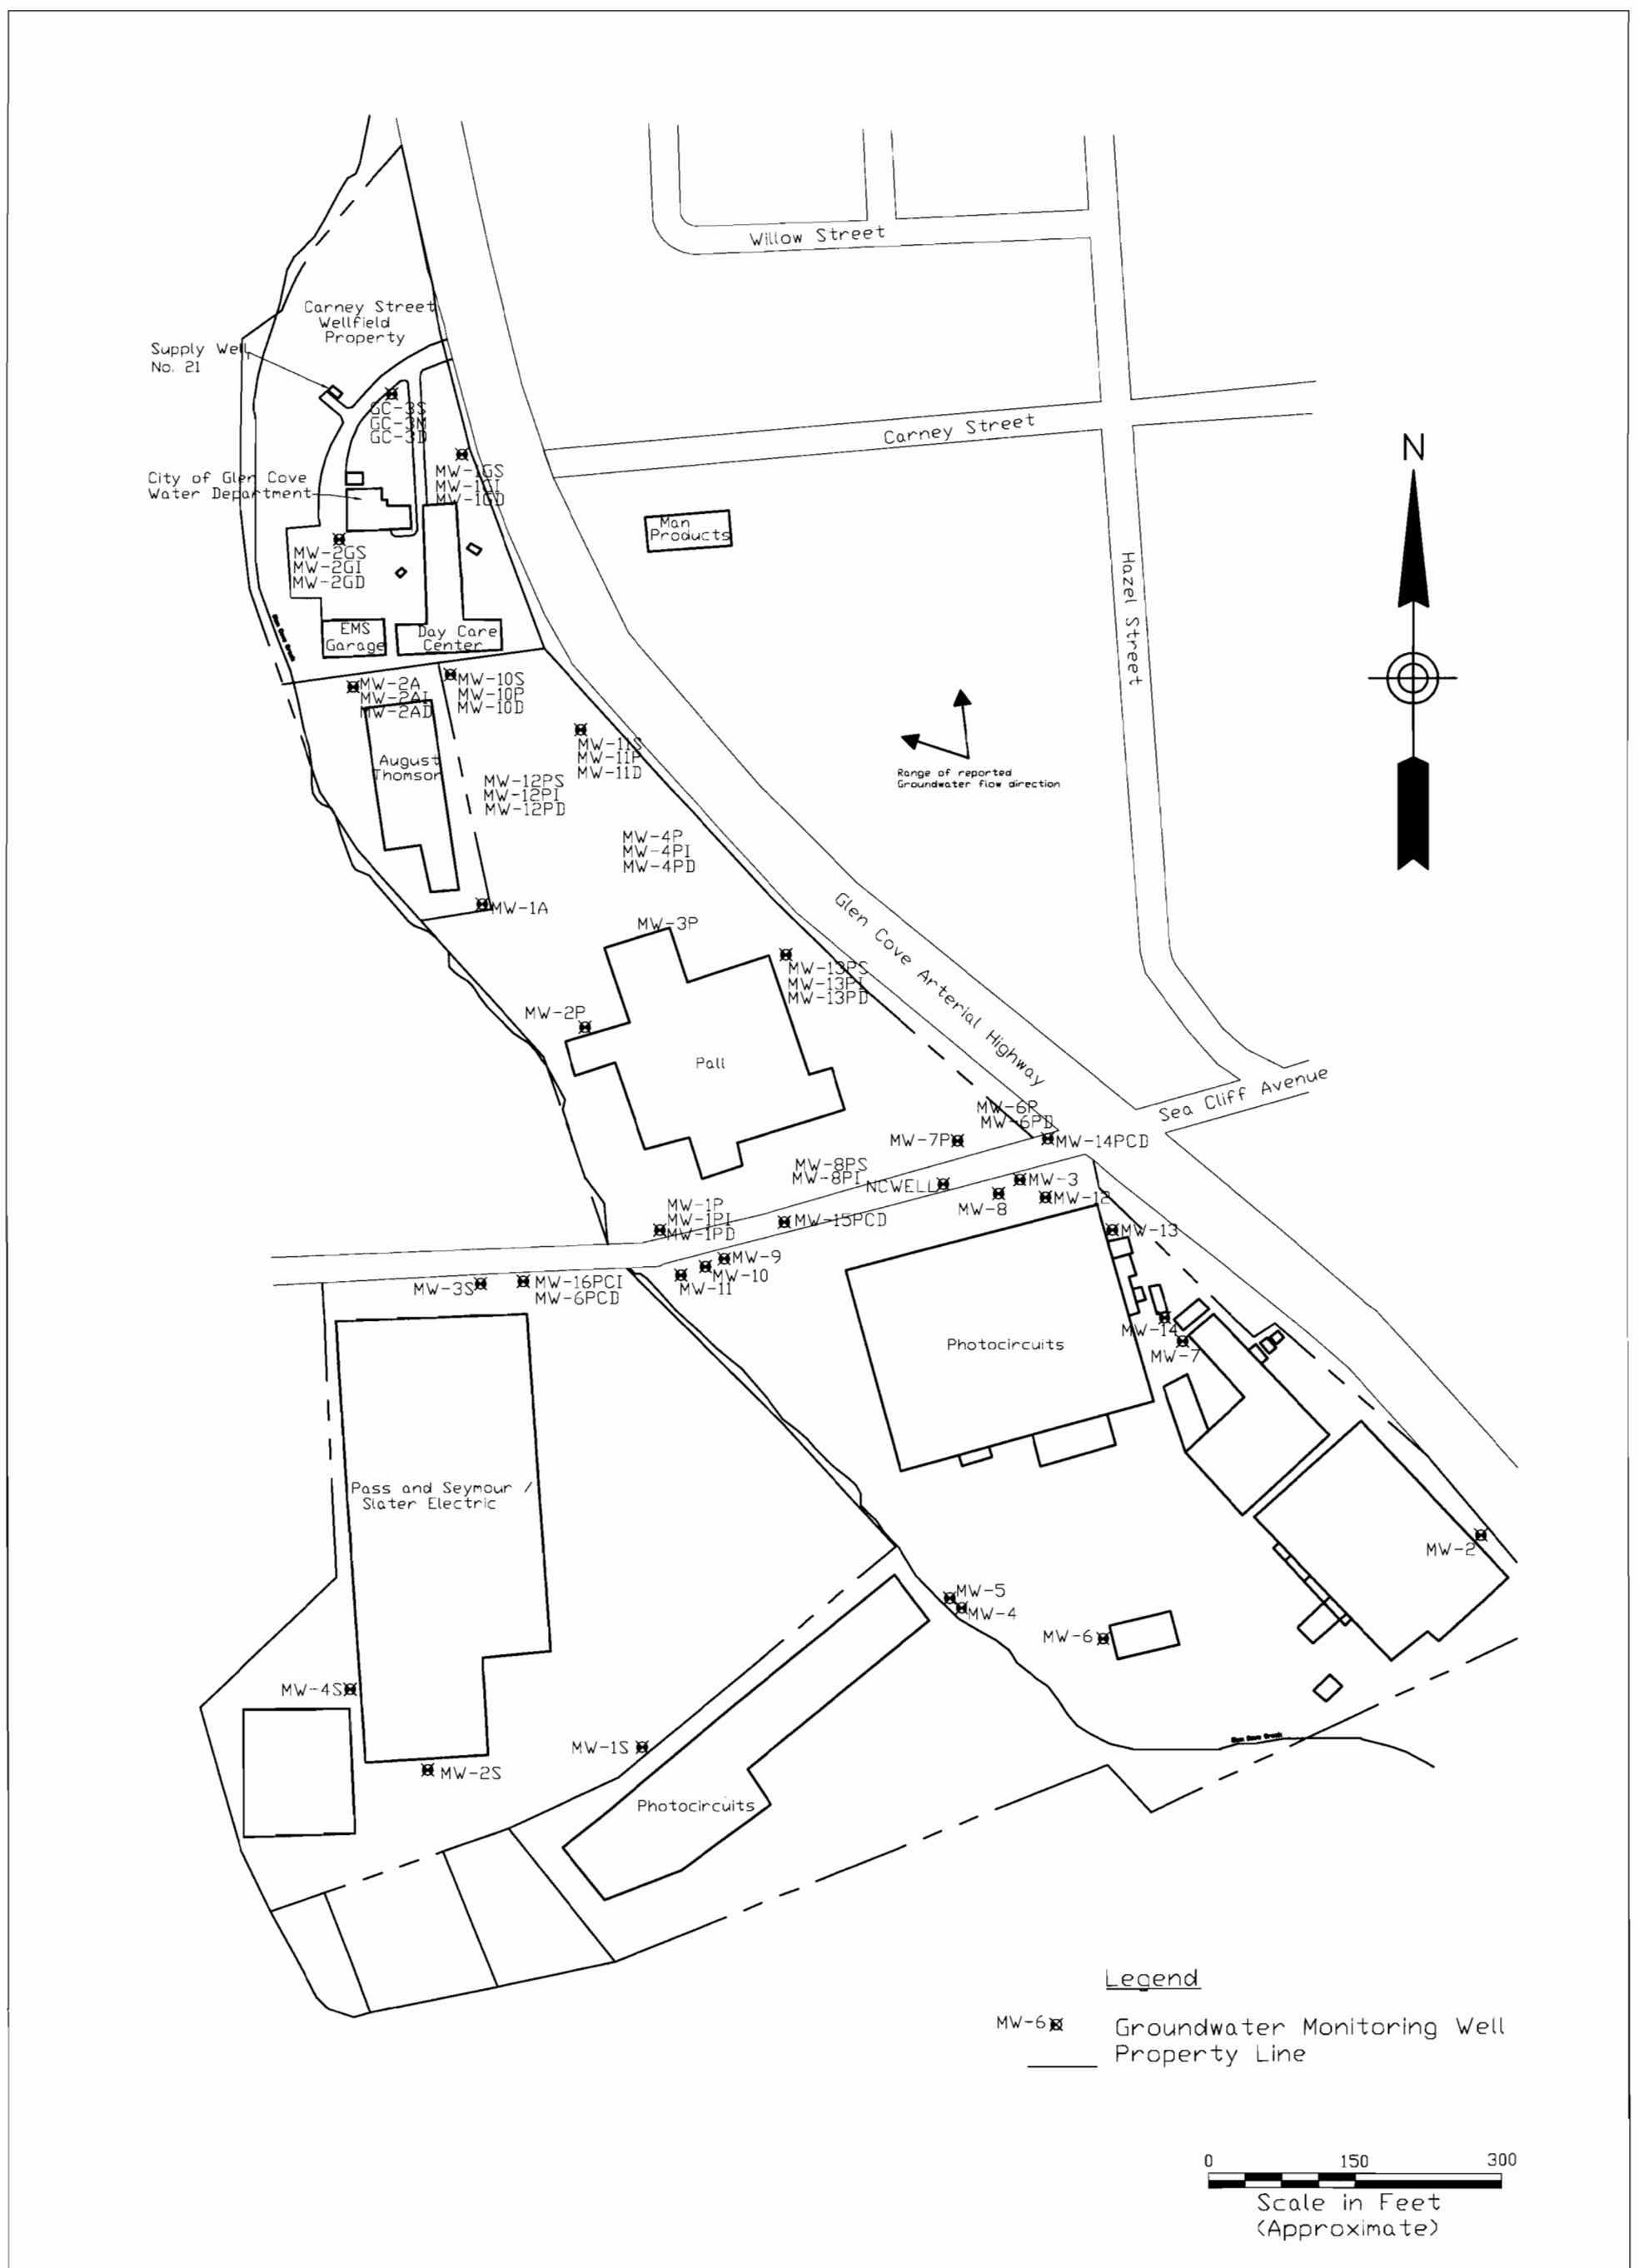 Willow Street
Carney Street
Wellfield
Property
Supply Well
No. 21
GC-3S
GC-3M
GC-3D
Carney Street
N
MW-1GS
MW-1GI
MW-1GD
City of Glen Cove
Water Department
Man
Products
MW-2GS
MW-2GI
MW-2GD
Hazel Street
Glen Cove Creek
EMS
Garage
Day Care
Center
MW-2A
MW-2AI
MW-2AD
MW-10S
MW-10P
MW-10D
MW-11S
MW-11P
MW-11D
August
Thomson
Range of reported
Groundwater flow direction
MW-12PS
MW-12PI
MW-12PD
MW-4P
MW-4PI
MW-4PD
MW-1A
MW-3P
Glen Cove Arterial Highway
MW-13PS
MW-13PI
MW-13PD
MW-2P
Pall
Sea Cliff Avenue
MW-6P
MW-6PD
MW-7P
MW-14PCD
MW-8PS
MW-8PI
NCWELL
MW-3
MW-12
MW-8
MW-1P
MW-1PI
MW-1PD
MW-15PCD
MW-13
MW-9
MW-10
MW-11
MW-3S
MW-16PCI
MW-6PCD
MW-14
MW-7
Photocircuits
Pass and Seymour /
Slater Electric
MW-2
MW-5
MW-4
MW-6
MW-4S
MW-1S
MW-2S
Glen Cove Creek
Photocircuits
Legend
MW-6
Groundwater Monitoring Well
Property Line
0 150 300
Scale in Feet
(Approximate)